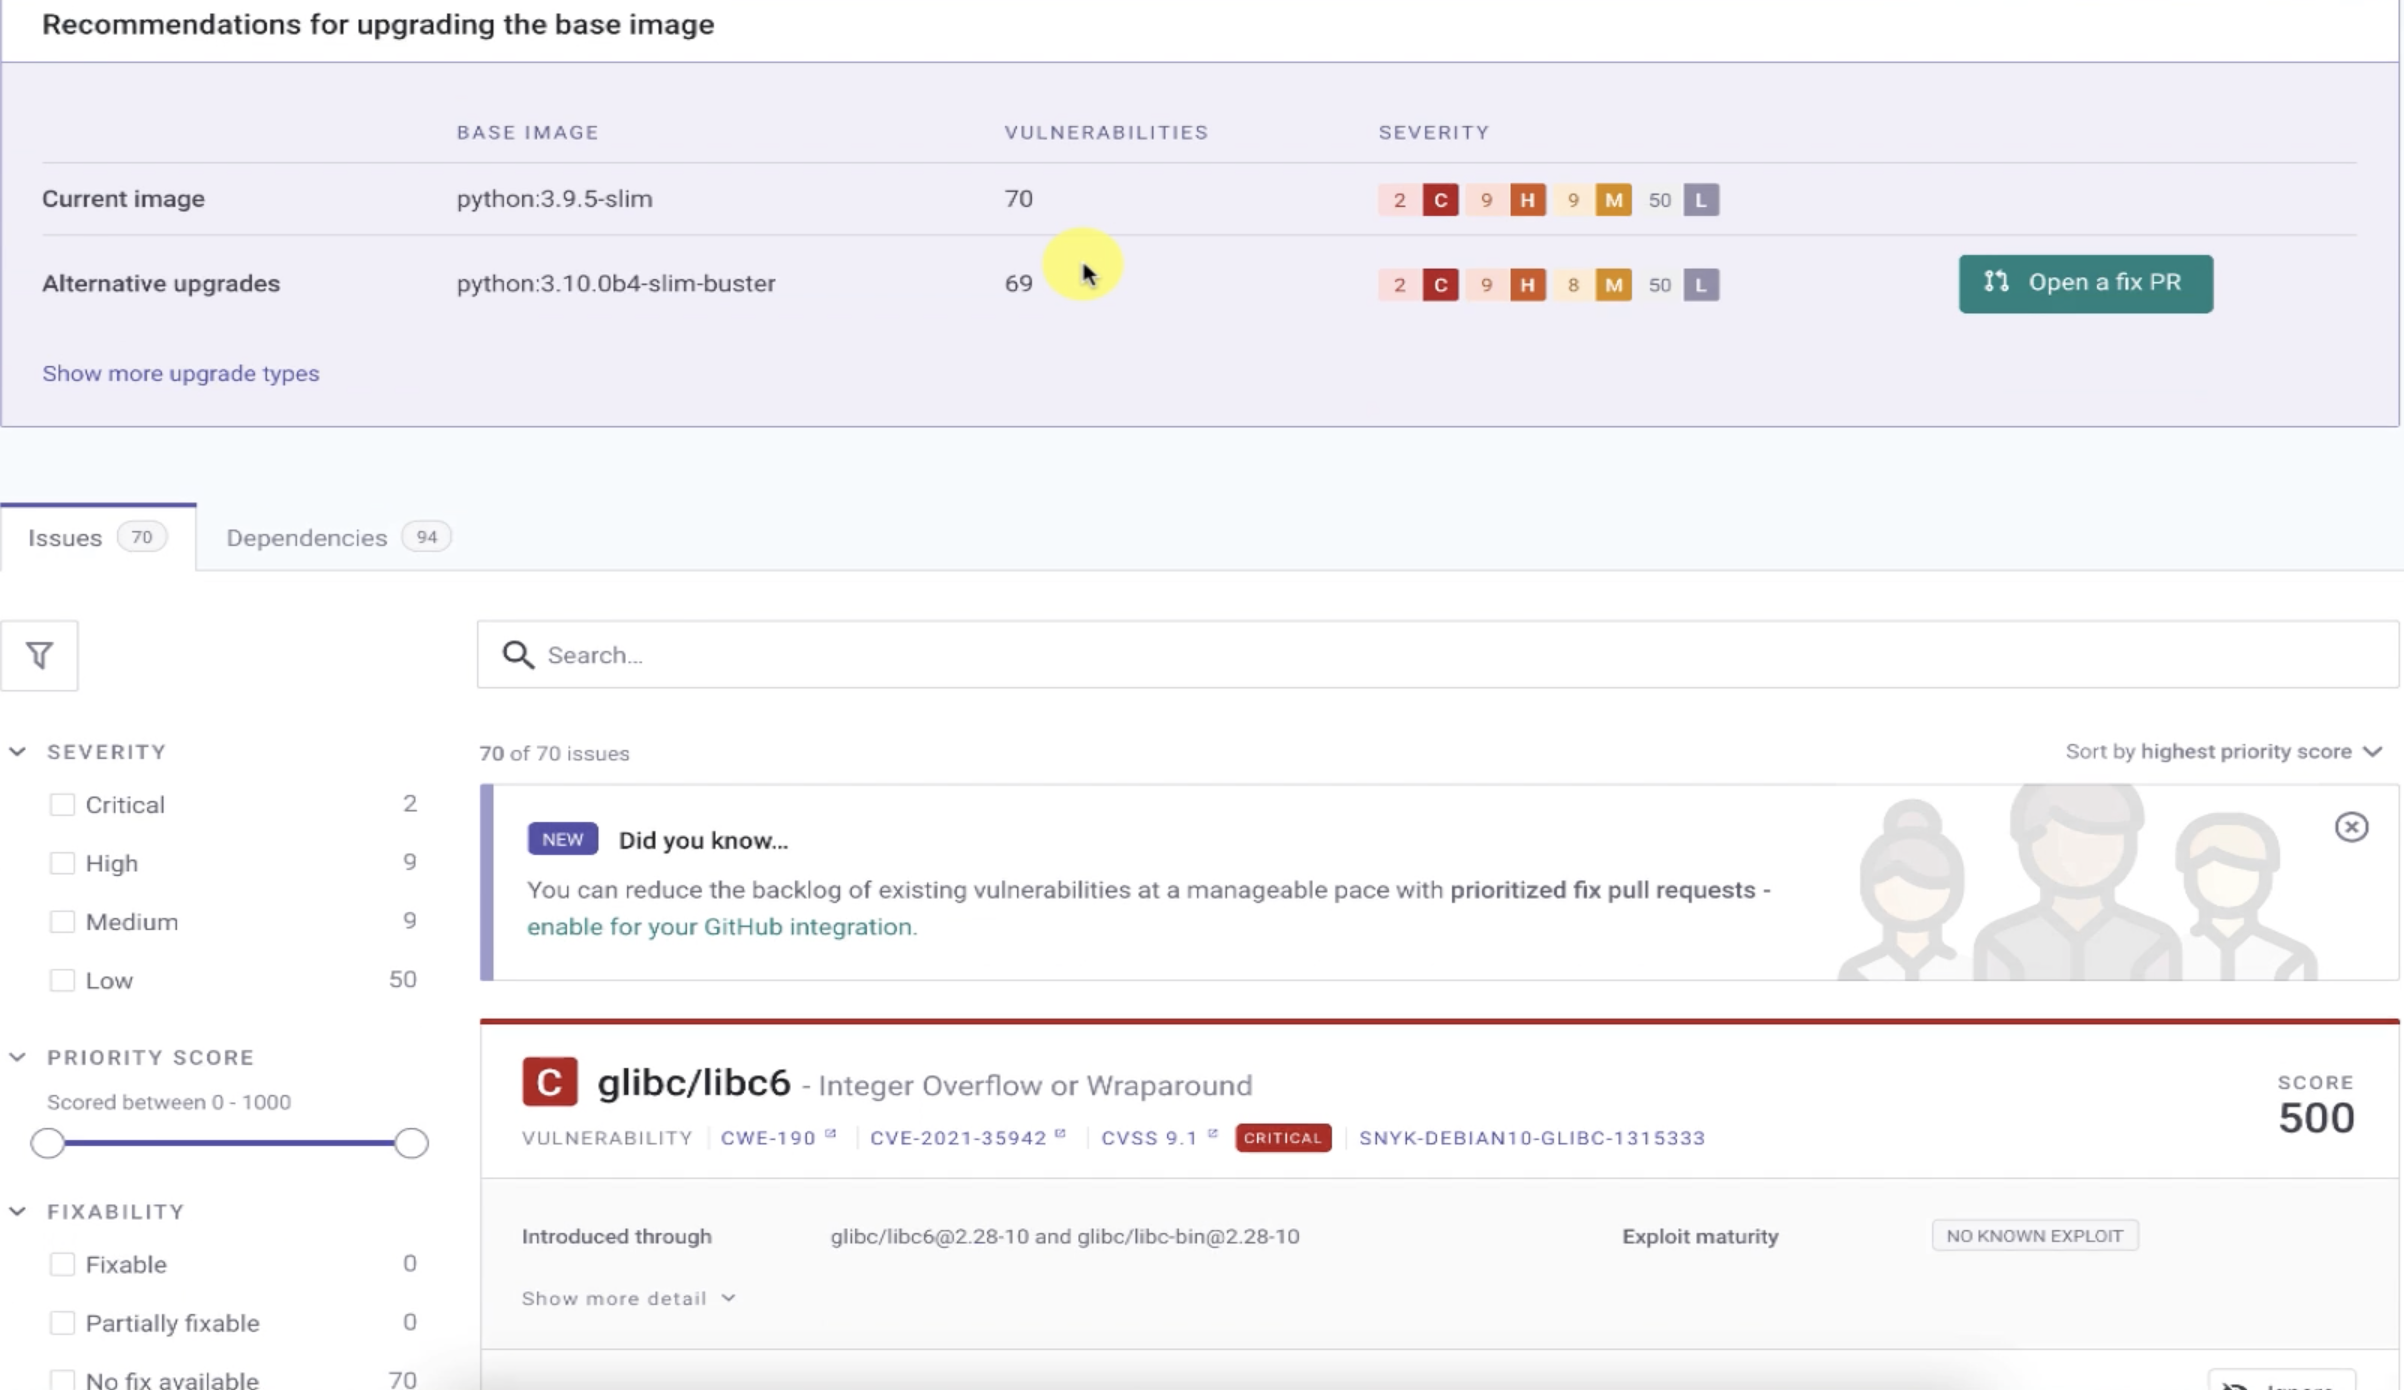 Recommendations for upgrading the base image
BASE IMAGE VULNERABILITIES SEVERITY
Current image python:3.9.5-slim 70 2 C 9 H 9 M 50 L
Alternative upgrades python:3.10.0b4-slim-buster 69 2 C 9 H 8 M 50 L Open a fix PR
Show more upgrade types
Issues 70 Dependencies 94
Search...
SEVERITY
Critical 2
High 9
Medium 9
Low 50
PRIORITY SCORE
Scored between 0 - 1000
FIXABILITY
Fixable 0
Partially fixable 0
No fix available 70
70 of 70 issues Sort by highest priority score
NEW Did you know...
You can reduce the backlog of existing vulnerabilities at a manageable pace with prioritized fix pull requests -
enable for your GitHub integration.
C glibc/libc6 - Integer Overflow or Wraparound
SCORE
500
VULNERABILITY CWE-190 CVE-2021-35942 CVSS 9.1 CRITICAL SNYK-DEBIAN10-GLIBC-1315333
Introduced through glibc/libc6@2.28-10 and glibc/libc-bin@2.28-10 Exploit maturity NO KNOWN EXPLOIT
Show more detail